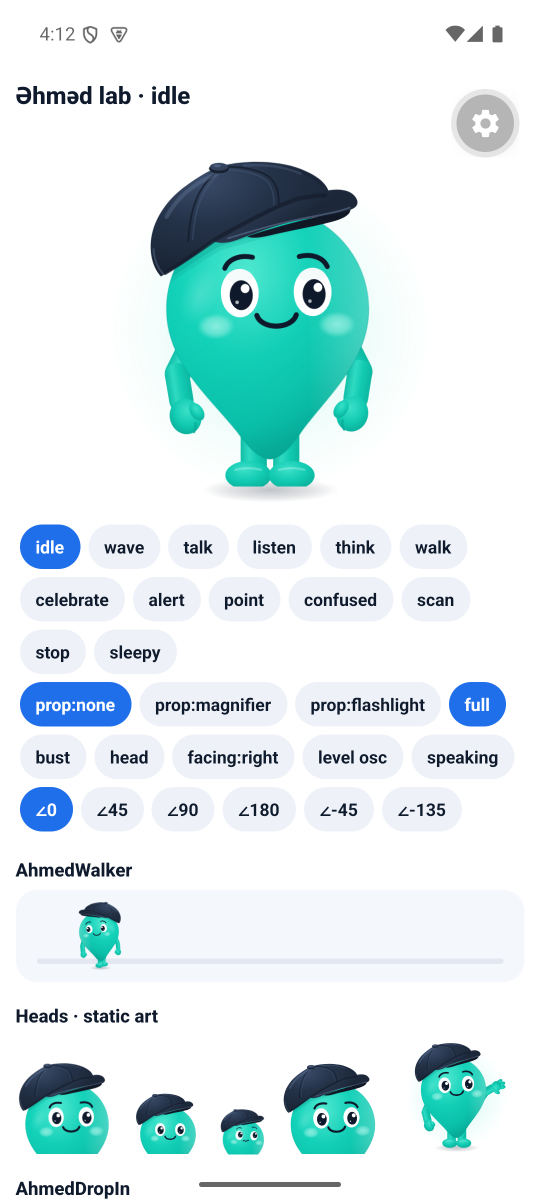 4:12
Əhməd lab · idle
idle wave talk listen think walk
celebrate alert point confused scan
stop sleepy
prop:none prop:magnifier prop:flashlight full
bust head facing:right level osc speaking
∠0 ∠45 ∠90 ∠180 ∠-45 ∠-135
AhmedWalker
Heads · static art
AhmedDropIn